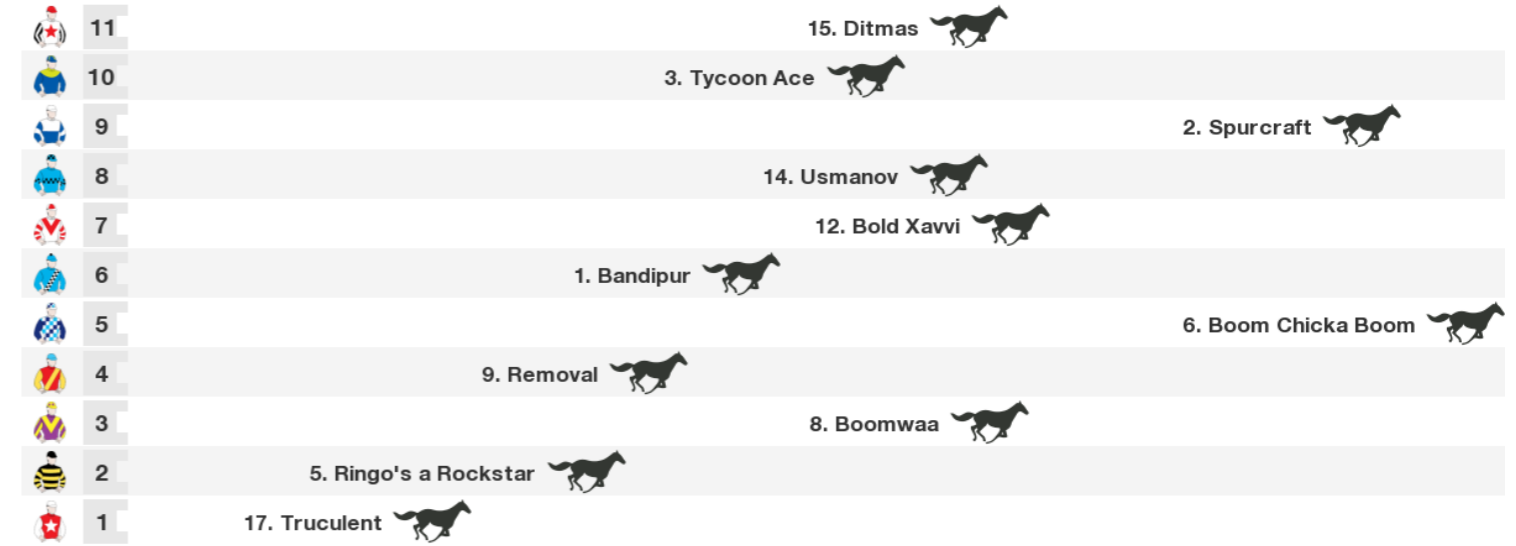 11 15. Ditmas
10 3. Tycoon Ace
9 2. Spurcraft
8 14. Usmanov
7 12. Bold Xavvi
6 1. Bandipur
5 6. Boom Chicka Boom
4 9. Removal
3 8. Boomwaa
2 5. Ringo's a Rockstar
1 17. Truculent